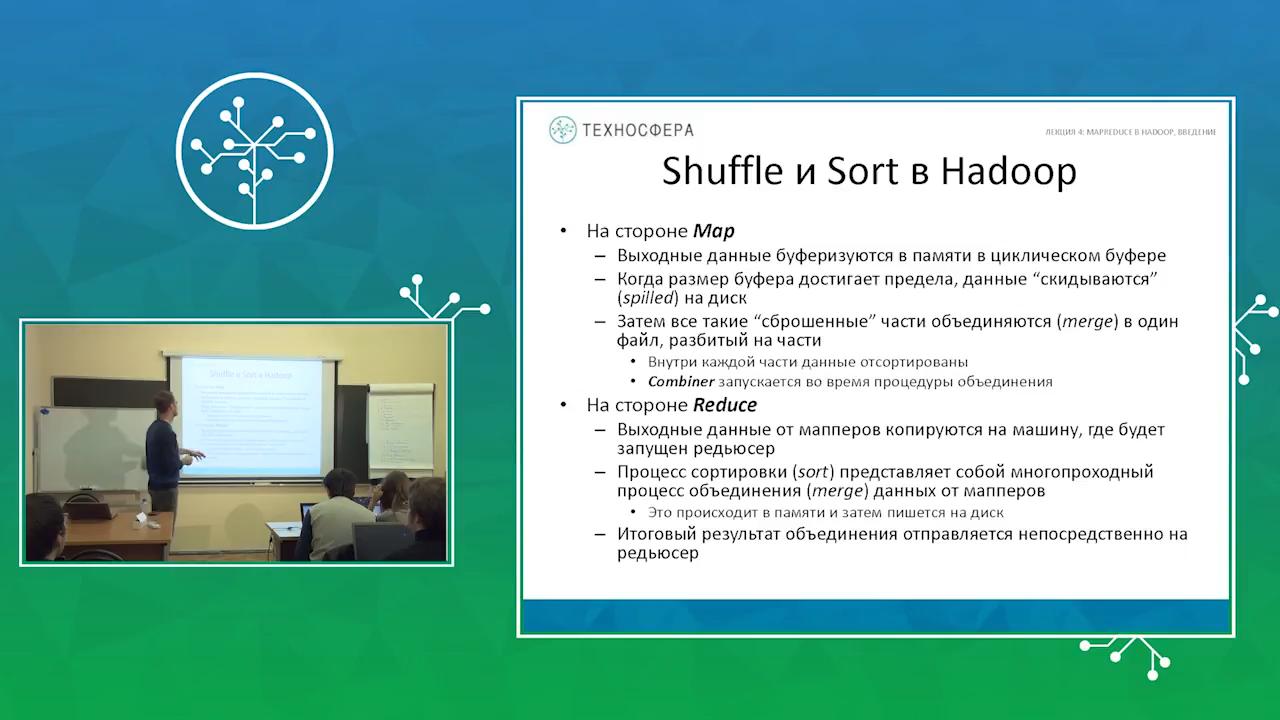 ТЕХНОСФЕРА
ЛЕКЦИЯ 4: MAPREDUCE В HADOOP, ВВЕДЕНИЕ
Shuffle и Sort в Hadoop
• На стороне Map
– Выходные данные буферизуются в памяти в циклическом буфере
– Когда размер буфера достигает предела, данные “скидываются”
(spilled) на диск
– Затем все такие “сброшенные” части объединяются (merge) в один
файл, разбитый на части
• Внутри каждой части данные отсортированы
• Combiner запускается во время процедуры объединения
• На стороне Reduce
– Выходные данные от мапперов копируются на машину, где будет
запущен редьюсер
– Процесс сортировки (sort) представляет собой многопроходный
процесс объединения (merge) данных от мапперов
• Это происходит в памяти и затем пишется на диск
– Итоговый результат объединения отправляется непосредственно на
редьюсер
Shuffle и Sort в Hadoop